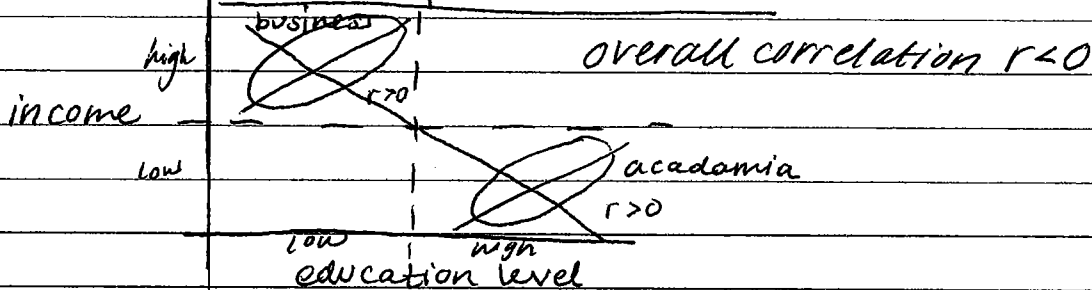 business
high
overall correlation r<0
r>0
income
low
acadamia
r>0
low
high
education level